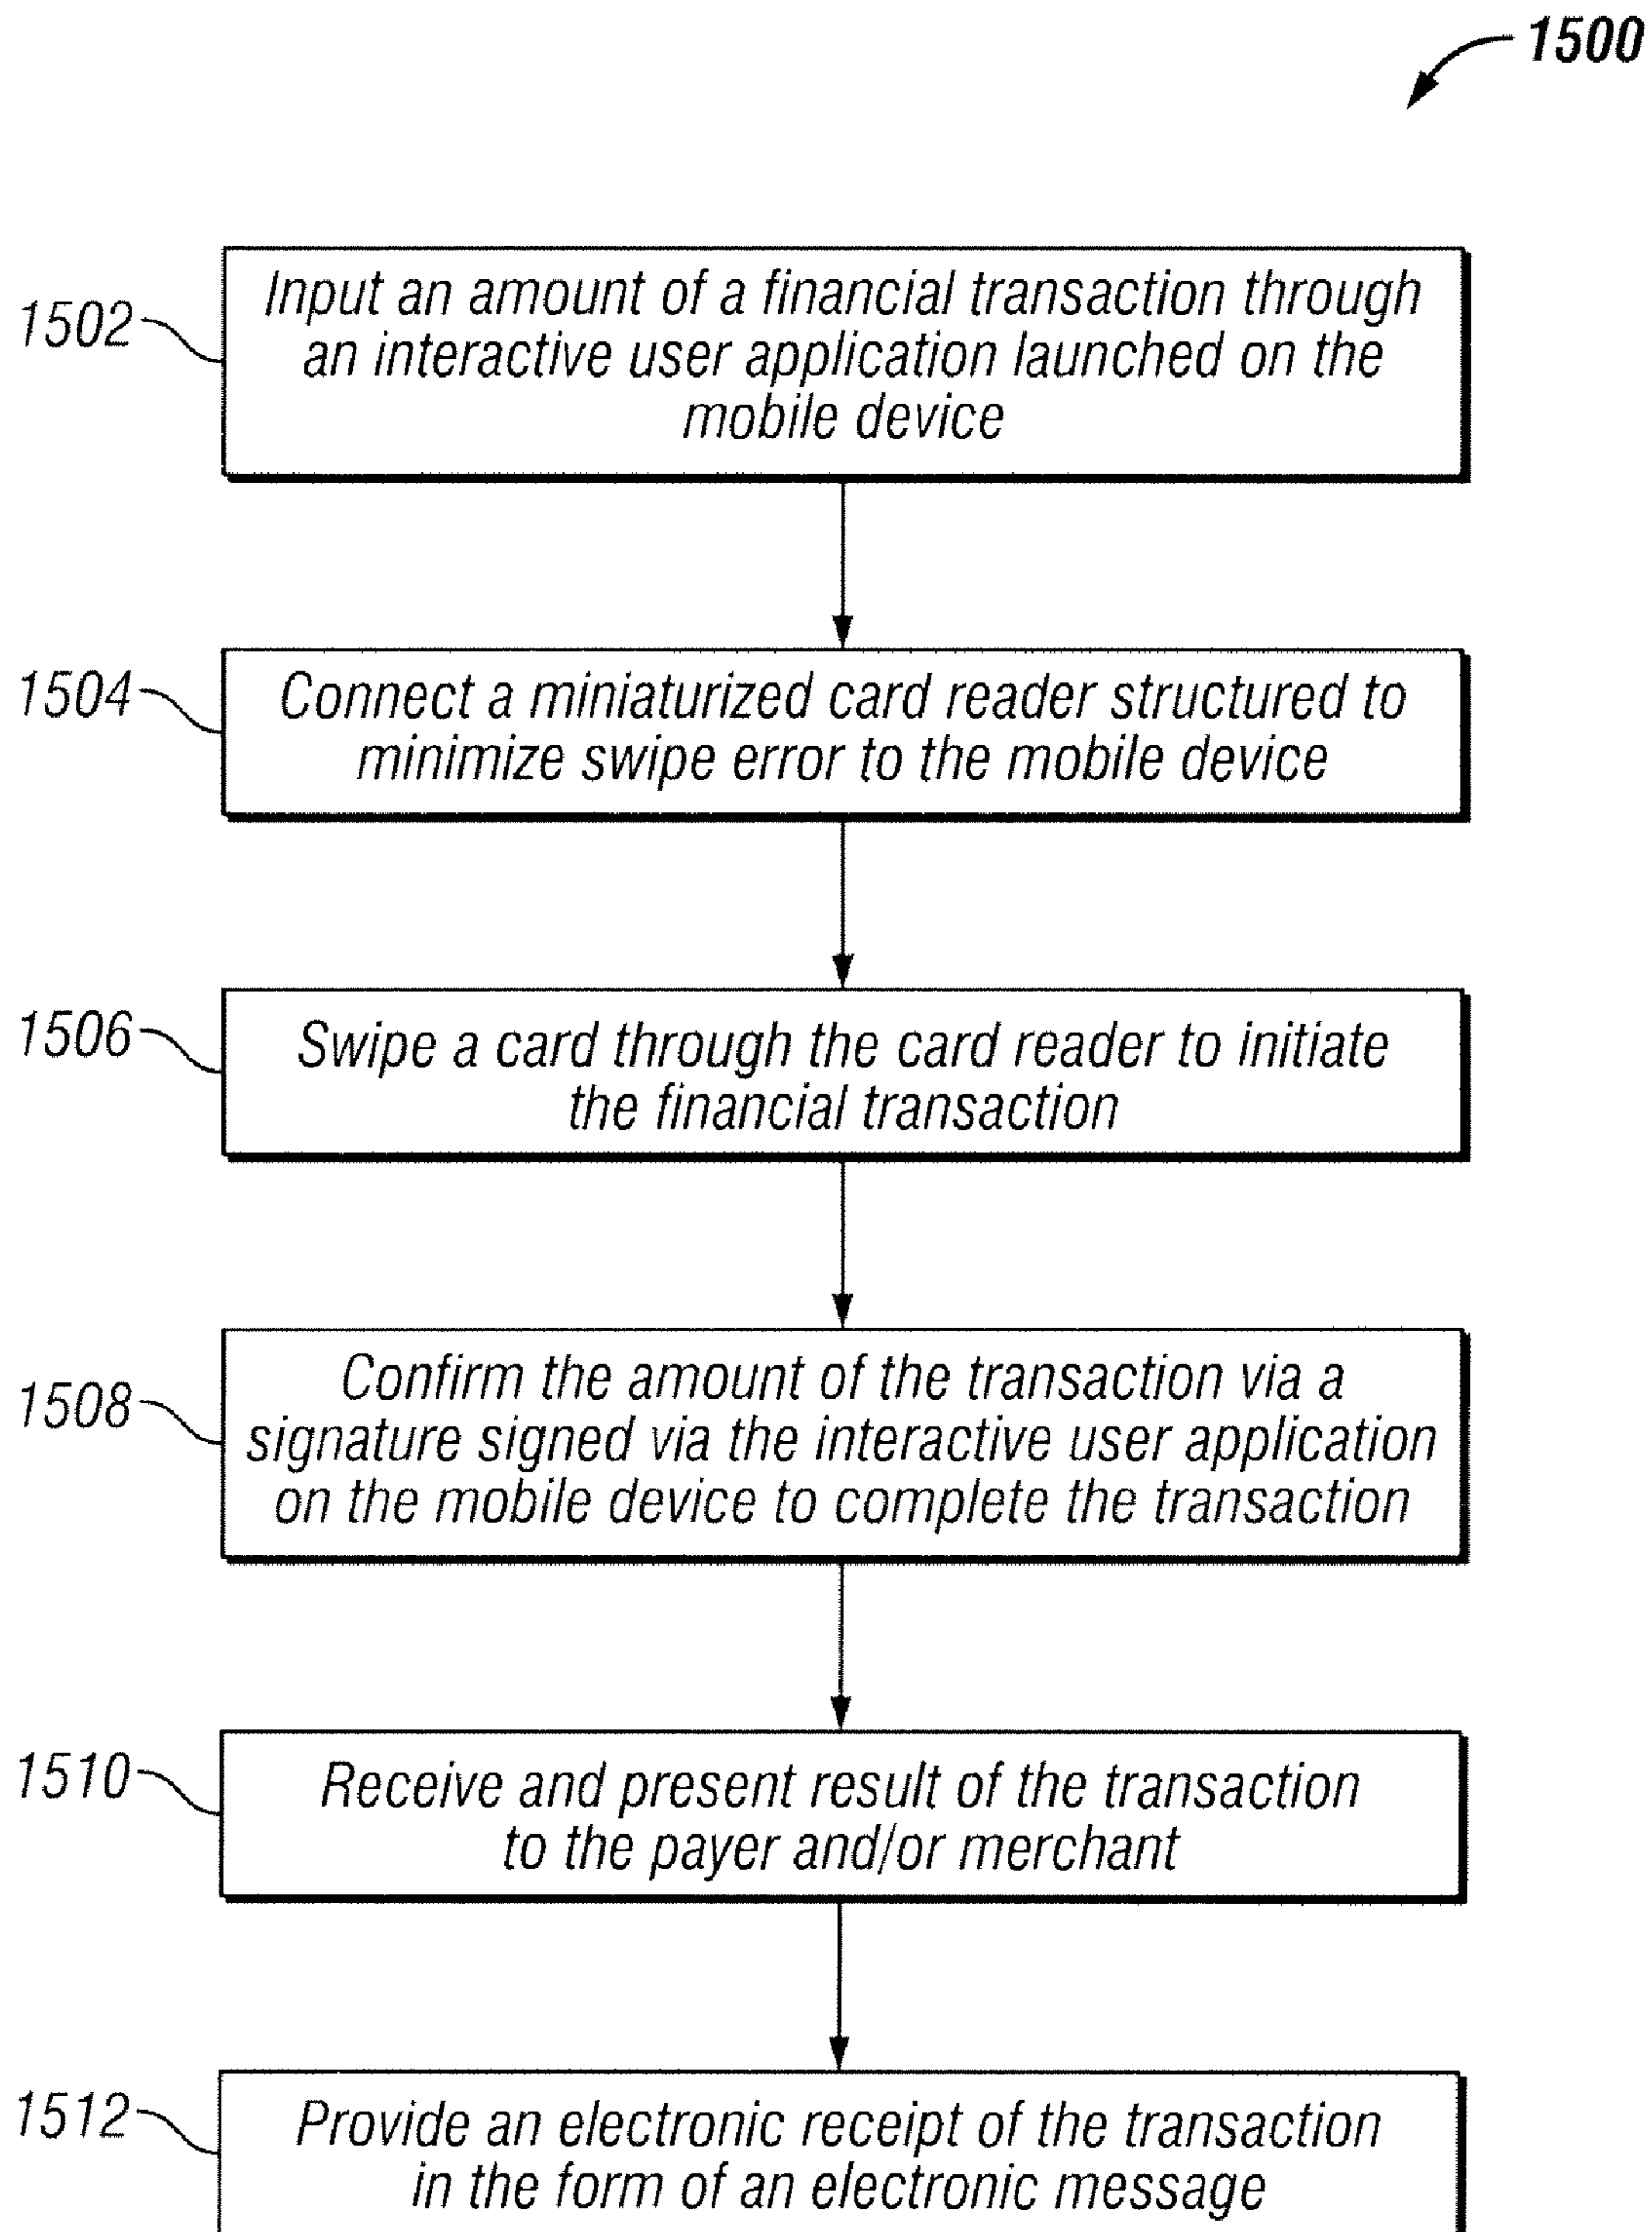 1500
1502
Input an amount of a financial transaction through
an interactive user application launched on the
mobile device
1504
Connect a miniaturized card reader structured to
minimize swipe error to the mobile device
1506
Swipe a card through the card reader to initiate
the financial transaction
1508
Confirm the amount of the transaction via a
signature signed via the interactive user application
on the mobile device to complete the transaction
1510
Receive and present result of the transaction
to the payer and/or merchant
1512
Provide an electronic receipt of the transaction
in the form of an electronic message